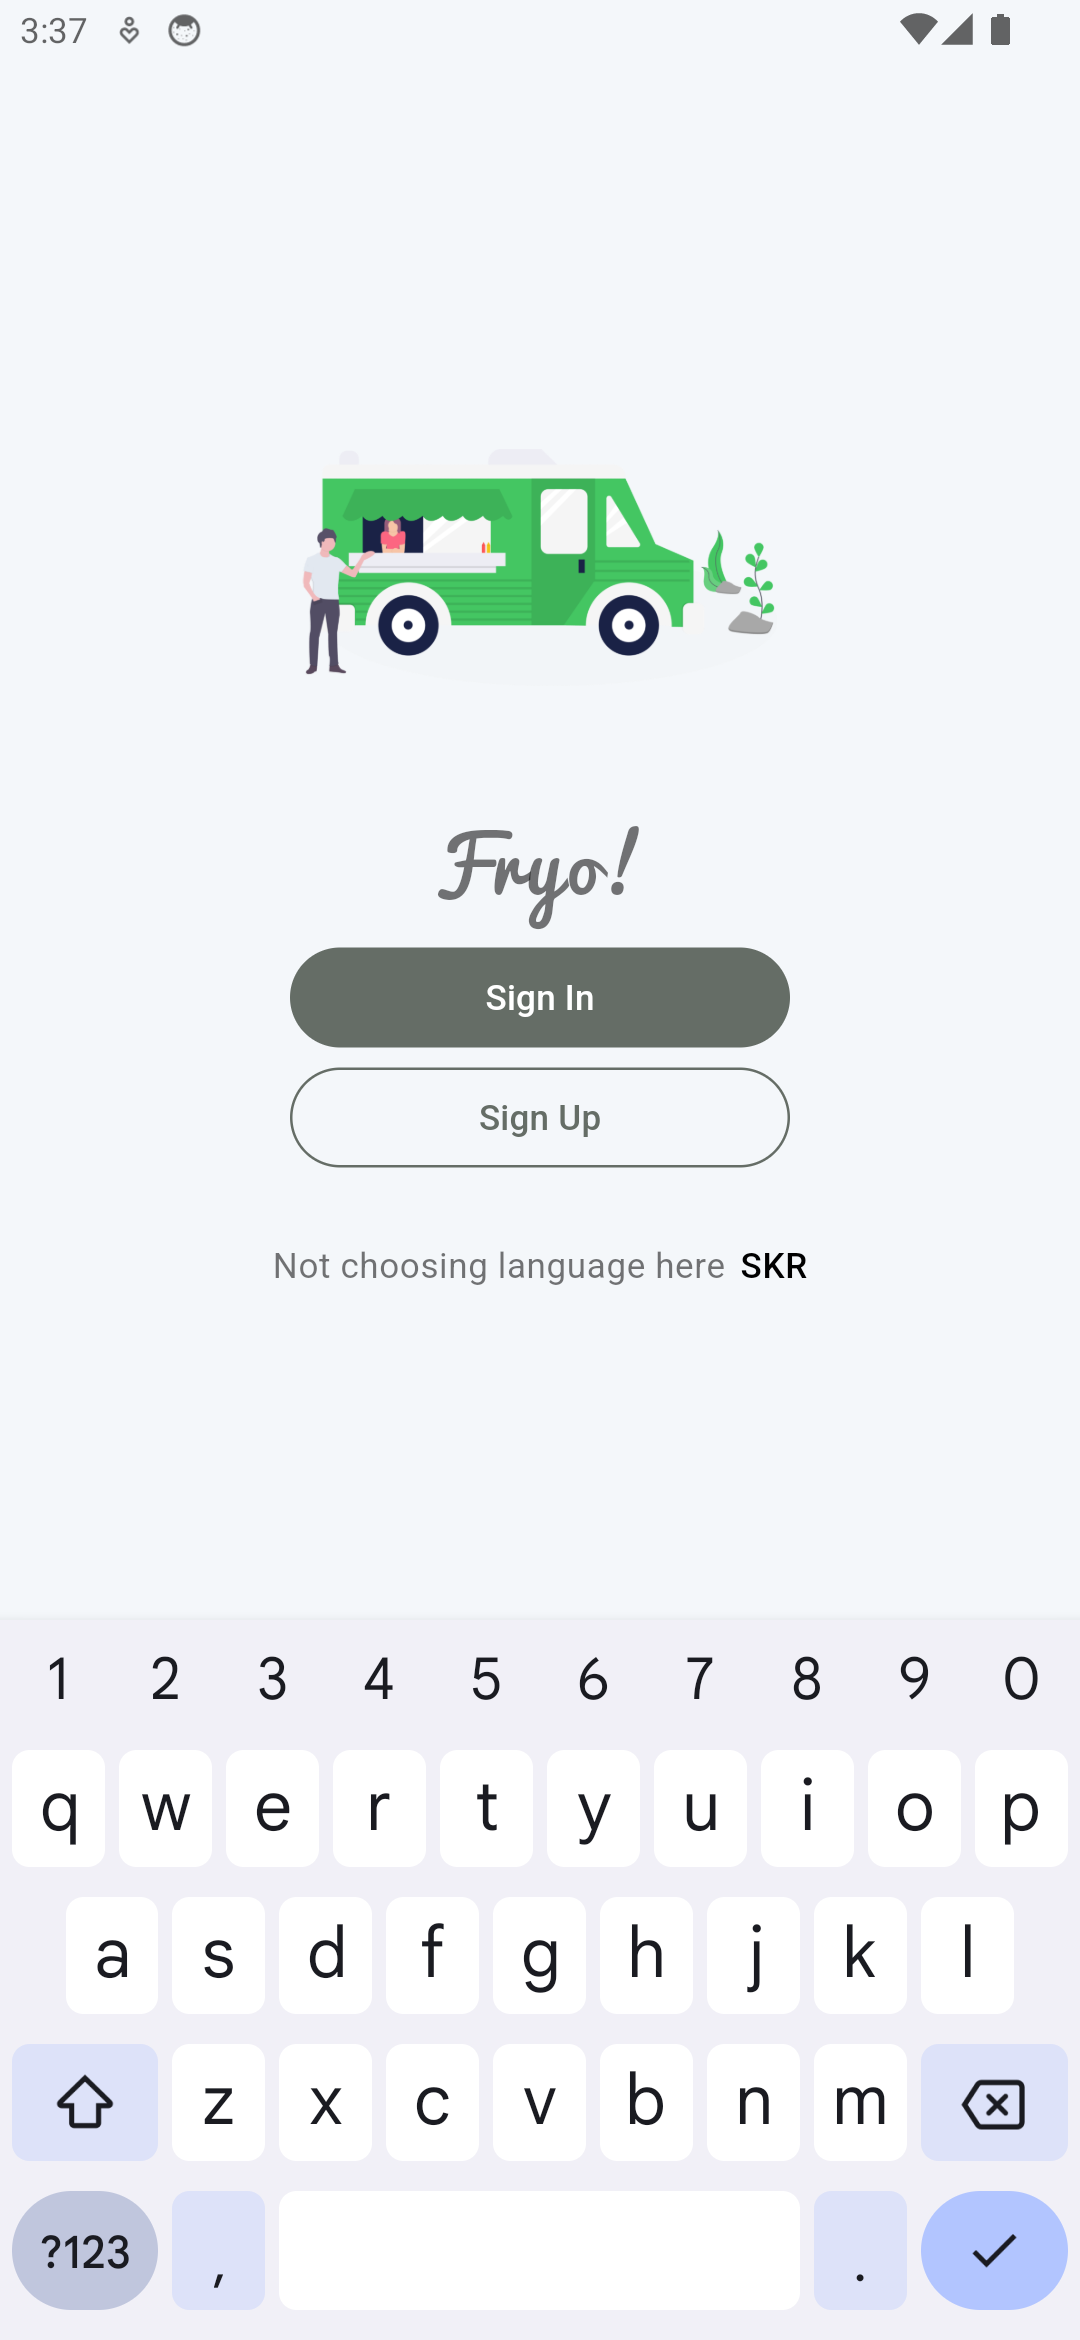 3:37
Fryo!
Sign In
Sign Up
Not choosing language here SKR
1 2 3 4 5 6 7 8 9 0
q w e r t y u i o p
a s d f g h j k l
z x c v b n m
?123 , .